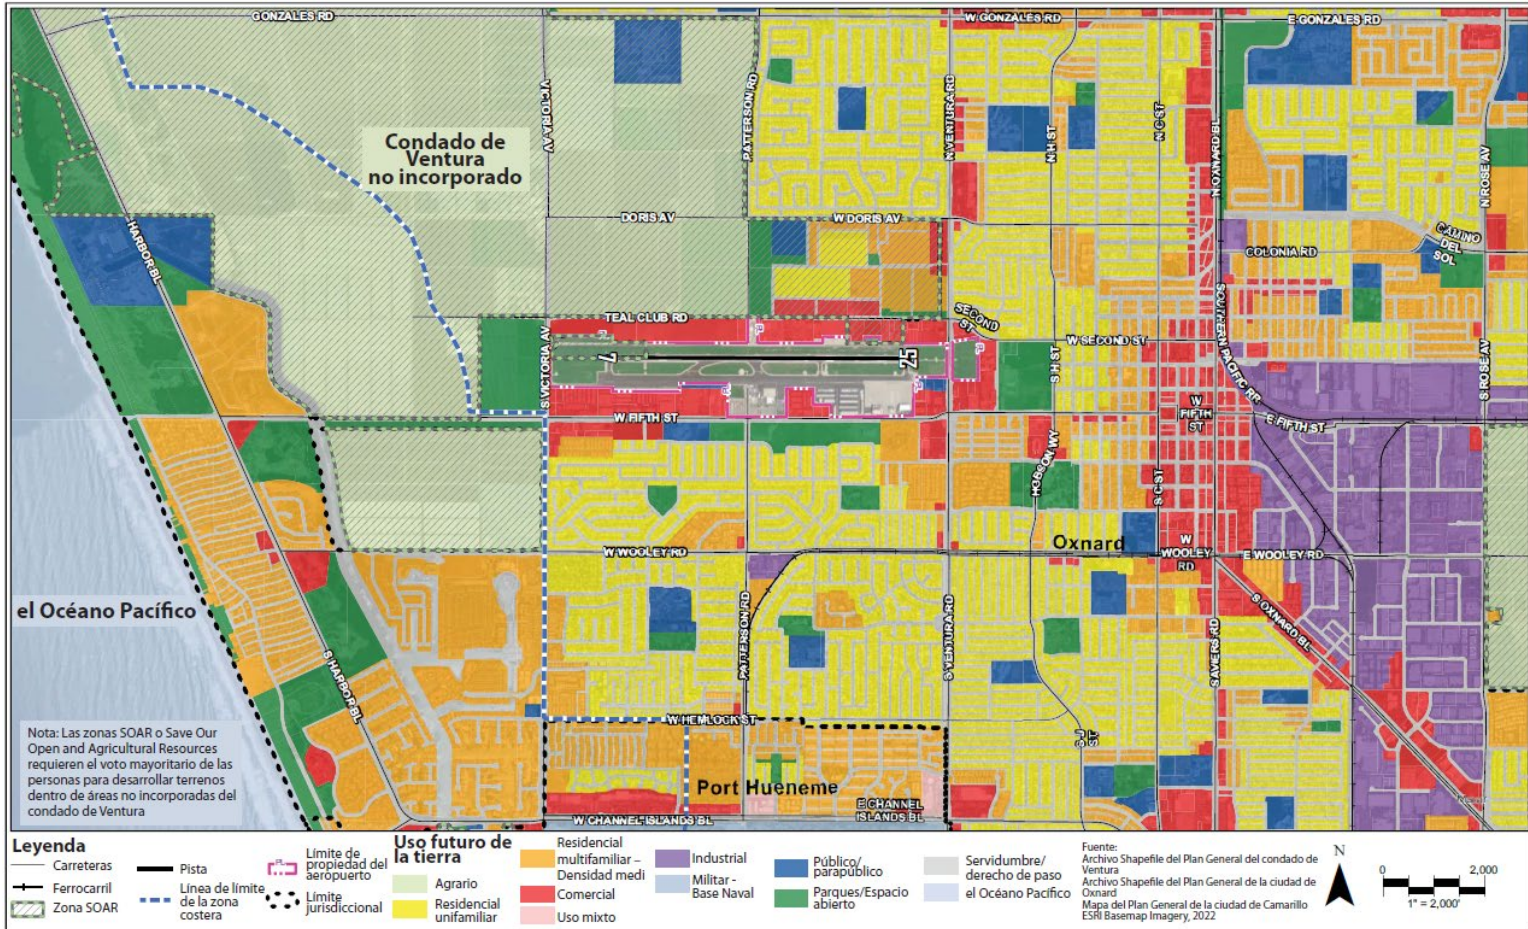 GONZALES RD
W GONZALES RD
E GONZALES RD
VICTORIA AV
PATTERSON RD
N VENTURA RD
N H ST
N C ST
N OXNARD BL
N ROSE AV
Condado de
Ventura
no incorporado
HARBOR BL
DORIS AV
W DORIS AV
CAMINO
DEL
SOL
COLONIA RD
TEAL CLUB RD
SECOND
ST
W SECOND ST
SOUTHERN PACIFIC RR
S VICTORIA AV
7
25
PL
PL
PL
PL
PL
S H ST
S ROSE AV
W FIFTH ST
W
FIFTH
ST
E FIFTH ST
HOBSON WY
S C ST
Oxnard
W WOOLEY RD
W
WOOLEY
RD
E WOOLEY RD
el Océano Pacífico
S HARBOR BL
PATTERSON RD
S VENTURA RD
SAVIERS RD
S OXNARD BL
W HEMLOCK ST
S J
ST
Port Hueneme
E CHANNEL
ISLANDS BL
W CHANNEL ISLANDS BL
Nota: Las zonas SOAR o Save Our
Open and Agricultural Resources
requieren el voto mayoritario de las
personas para desarrollar terrenos
dentro de áreas no incorporadas del
condado de Ventura
Leyenda
Carreteras
Ferrocarril
Zona SOAR
Pista
Línea de límite
de la zona
costera
Límite de
propiedad del
aeropuerto
Límite
jurisdiccional
Uso futuro de
la tierra
Agrario
Residencial
unifamiliar
Residencial
multifamiliar –
Densidad medi
Comercial
Uso mixto
Industrial
Militar -
Base Naval
Público/
parapúblico
Parques/Espacio
abierto
Servidumbre/
derecho de paso
el Océano Pacífico
Fuente:
Archivo Shapefile del Plan General del condado de
Ventura
Archivo Shapefile del Plan General de la ciudad de
Oxnard
Mapa del Plan General de la ciudad de Camarillo
ESRI Basemap Imagery, 2022
N
0 2,000
1" = 2,000'